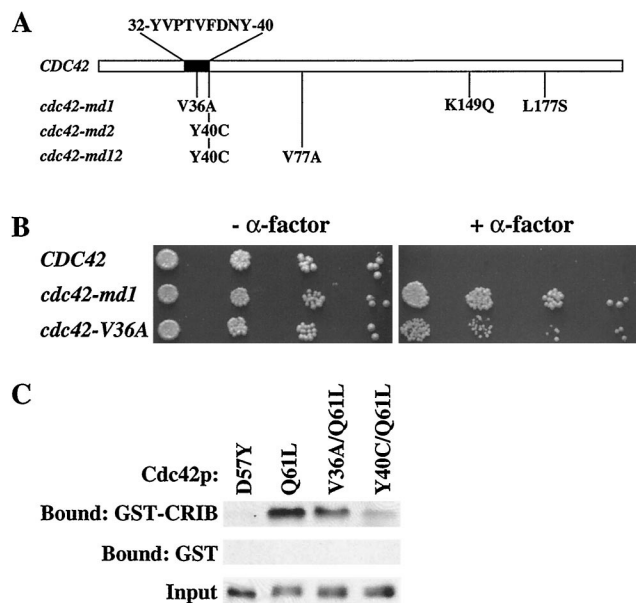 A
32-YVPTVFDNY-40
CDC42
cdc42-md1 V36A K149Q L177S
cdc42-md2 Y40C
cdc42-md12 Y40C V77A
B
- α-factor + α-factor
CDC42
cdc42-md1
cdc42-V36A
C
Cdc42p: D57Y Q61L V36A/Q61L Y40C/Q61L
Bound: GST-CRIB
Bound: GST
Input